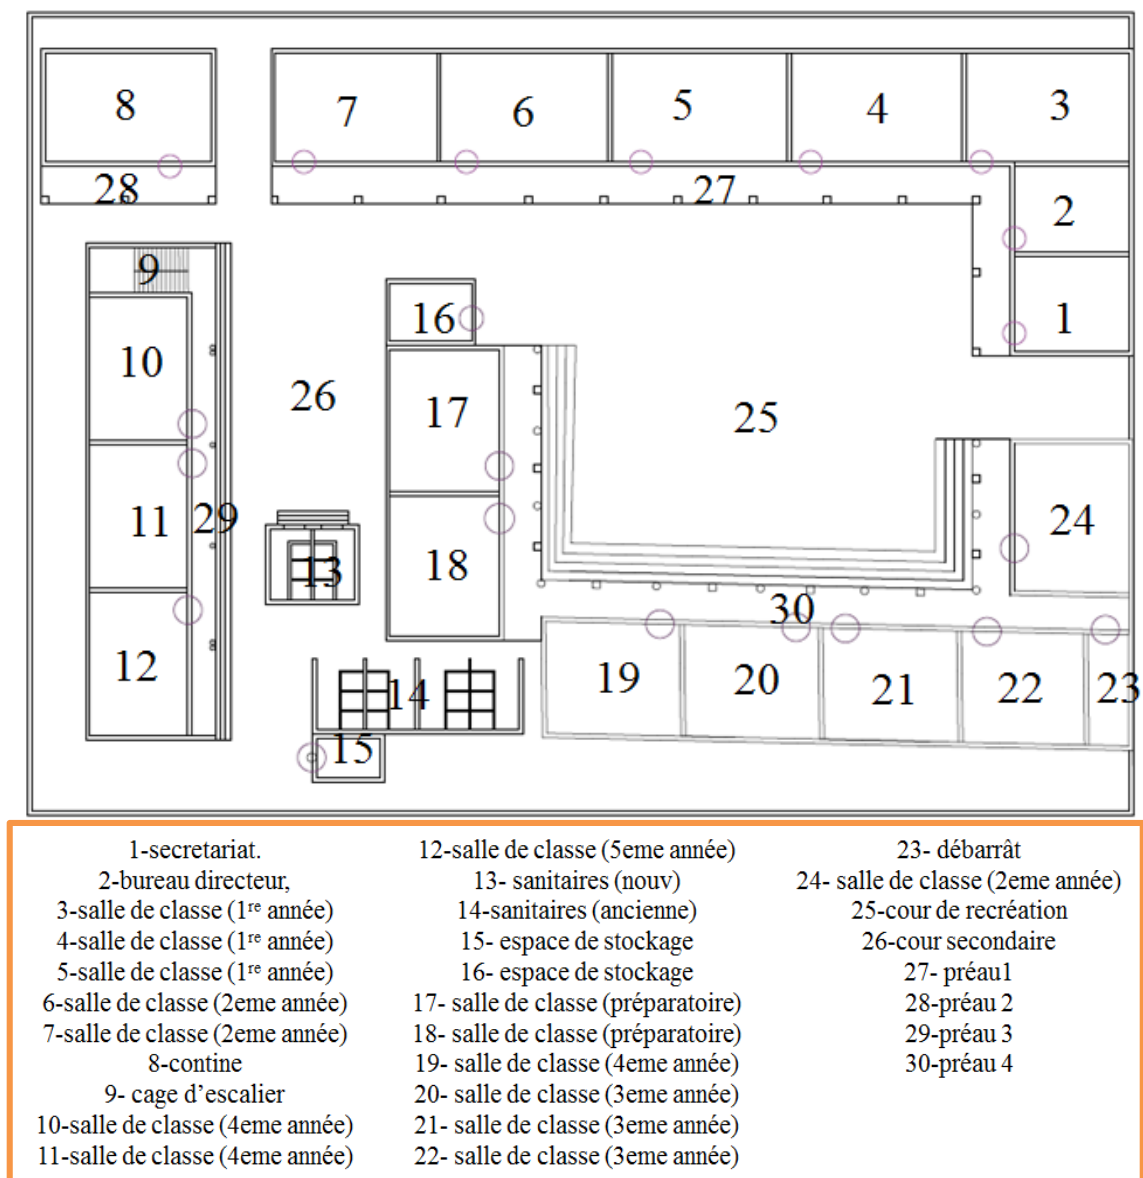 8
7
6
5
4
3
28
27
2
9
16
1
10
26
17
25
11
29
24
13
18
30
12
14
19
20
21
22
23
15
1-secretariat.
2-bureau directeur,
3-salle de classe (1re année)
4-salle de classe (1re année)
5-salle de classe (1re année)
6-salle de classe (2eme année)
7-salle de classe (2eme année)
8-contine
9- cage d’escalier
10-salle de classe (4eme année)
11-salle de classe (4eme année)
12-salle de classe (5eme année)
13- sanitaires (nouv)
14-sanitaires (ancienne)
15- espace de stockage
16- espace de stockage
17- salle de classe (préparatoire)
18- salle de classe (préparatoire)
19- salle de classe (4eme année)
20- salle de classe (3eme année)
21- salle de classe (3eme année)
22- salle de classe (3eme année)
23- débarrât
24- salle de classe (2eme année)
25-cour de recréation
26-cour secondaire
27- préau1
28-préau 2
29-préau 3
30-préau 4